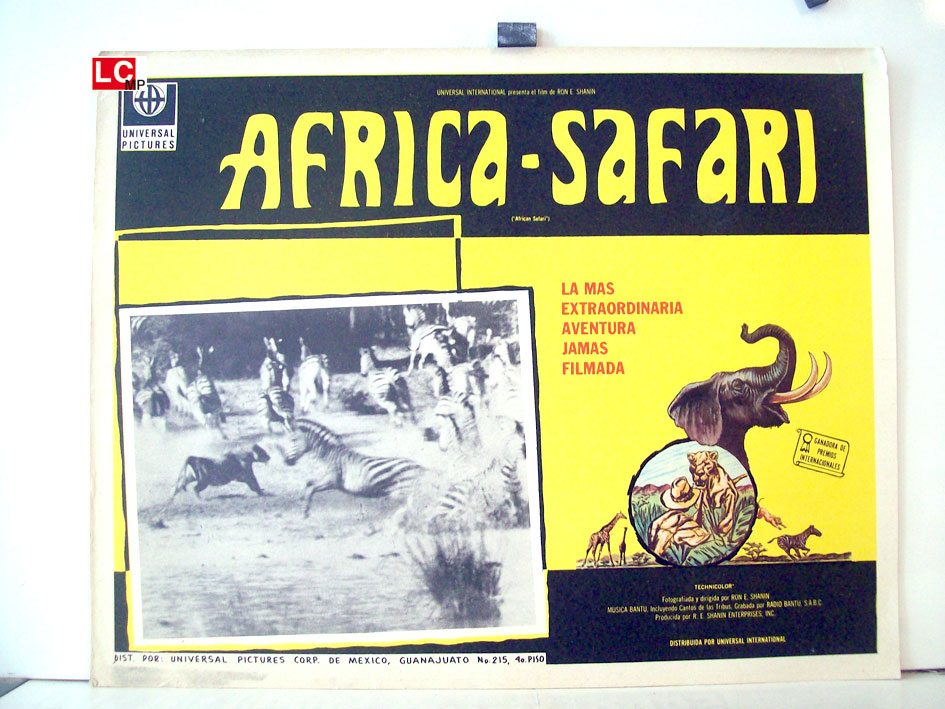 LC
MP
UNIVERSAL
PICTURES
UNIVERSAL INTERNATIONAL presenta el film de RON E. SHANIN
AFRICA-SAFARI
("African Safari")
LA MAS
EXTRAORDINARIA
AVENTURA
JAMAS
FILMADA
GANADORA DE
PREMIOS
INTERNACIONALES
TECHNICOLOR®
Fotografiada y dirigida por RON E. SHANIN
MUSICA BANTU, Incluyendo Cantos de las Tribus, Grabada por RADIO BANTU, S.A.B.C.
Producida por R. E. SHANIN ENTERPRISES, INC.
DISTRIBUIDA POR UNIVERSAL INTERNATIONAL
DIST. POR: UNIVERSAL PICTURES CORP. DE MEXICO, GUANAJUATO No. 215, 4o. PISO